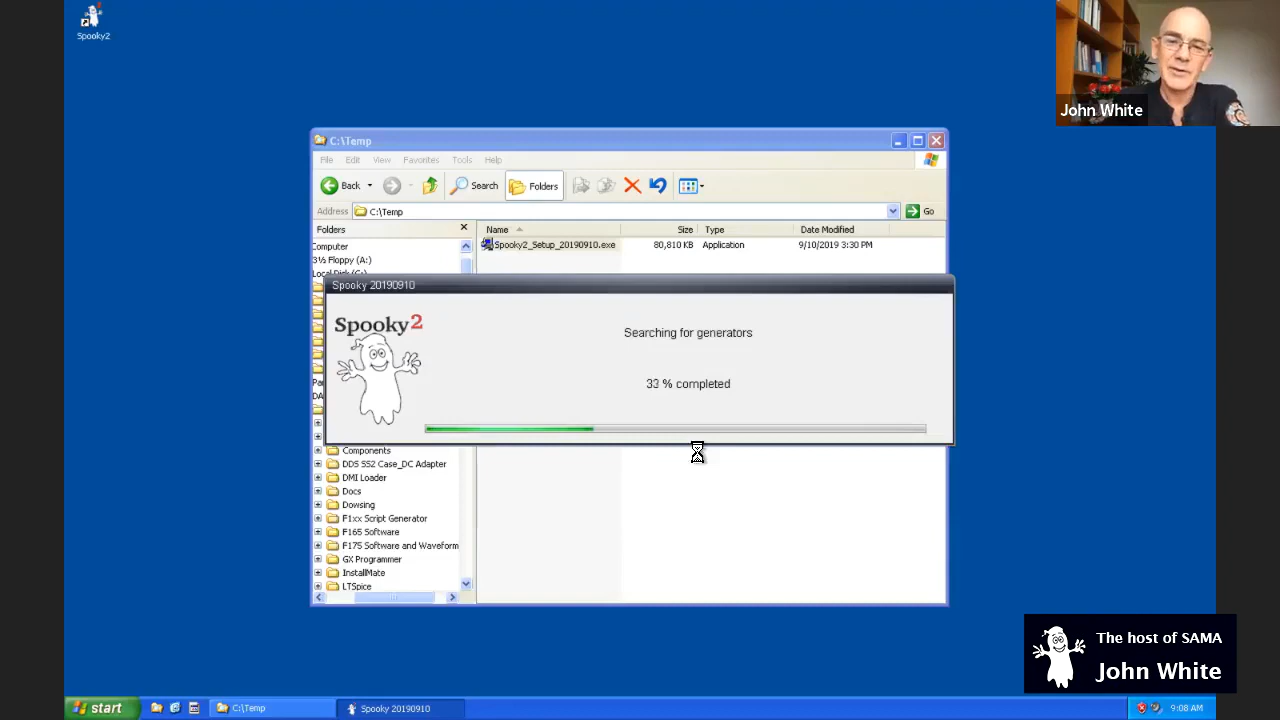 Spooky2
John White
C:\Temp
File Edit View Favorites Tools Help
Back Search Folders
Address C:\Temp Go
Folders Name Size Type Date Modified
Computer
Spooky2_Setup_20190910.exe 80,810 KB Application 9/10/2019 3:30 PM
3½ Floppy (A:)
Local Disk (C:)
Spooky 20190910
Spooky2
Searching for generators
33 % completed
Components
DDS SS2 Case_DC Adapter
DMI Loader
Docs
Dowsing
F1xx Script Generator
F165 Software
F175 Software and Waveform
GX Programmer
InstallMate
LTSpice
The host of SAMA
John White
start C:\Temp Spooky 20190910 9:08 AM